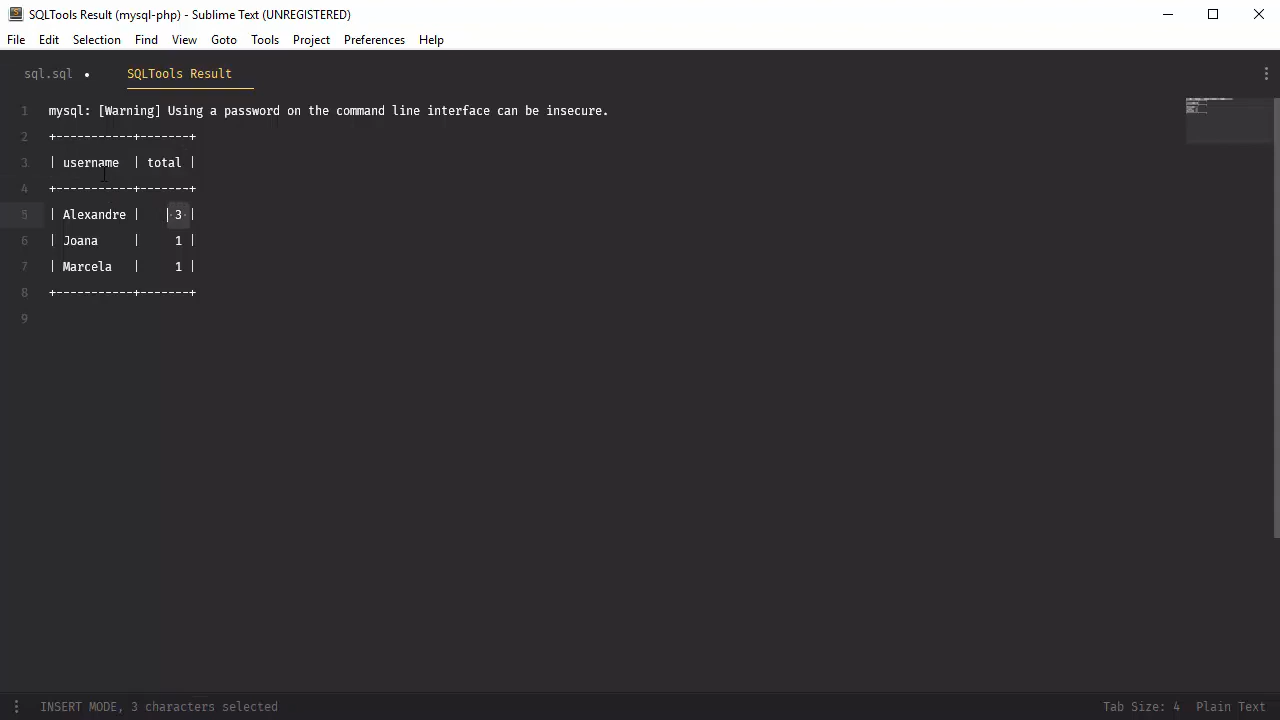 SQLTools Result (mysql-php) - Sublime Text (UNREGISTERED)
File Edit Selection Find View Goto Tools Project Preferences Help
sql.sql SQLTools Result
1 mysql: [Warning] Using a password on the command line interface can be insecure.
2 +-----------+-------+
3 | username  | total |
4 +-----------+-------+
5 | Alexandre |     3 |
6 | Joana     |     1 |
7 | Marcela   |     1 |
8 +-----------+-------+
9
INSERT MODE, 3 characters selected Tab Size: 4 Plain Text